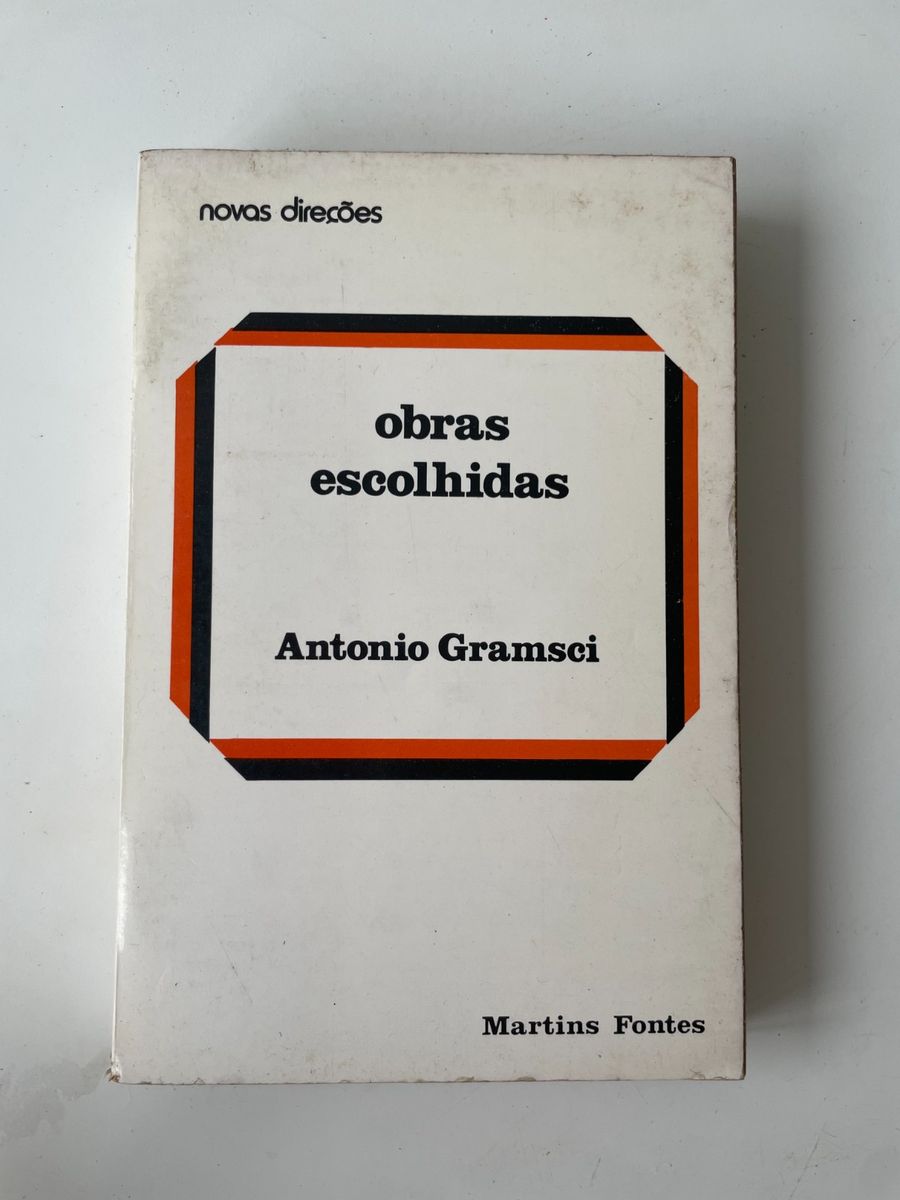 novas direções
obras
escolhidas
Antonio Gramsci
Martins Fontes